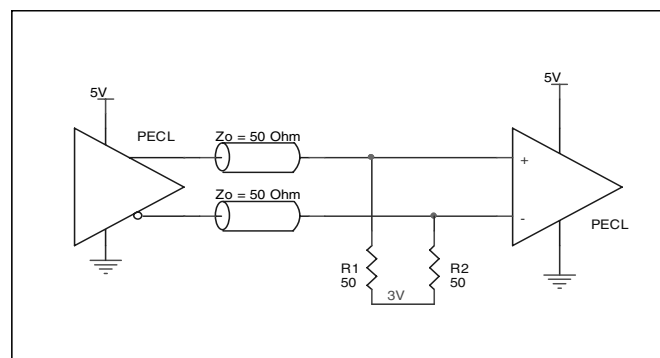 5V
PECL
Zo = 50 Ohm
Zo = 50 Ohm
5V
+
-
PECL
R1
50
R2
50
3V